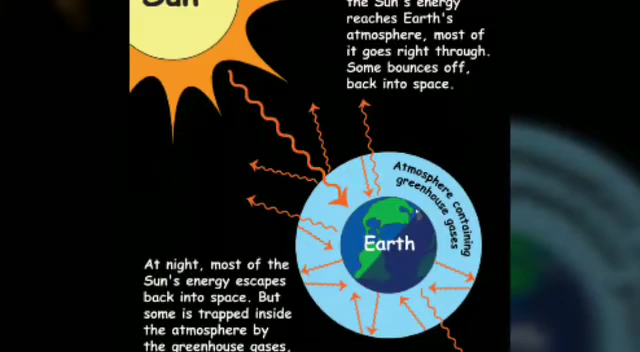 Sun
the Sun's energy
reaches Earth's
atmosphere, most of
it goes right through.
Some bounces off,
back into space.
Atmosphere containing
greenhouse gases
Earth
At night, most of the
Sun's energy escapes
back into space. But
some is trapped inside
the atmosphere by
the greenhouse gases,